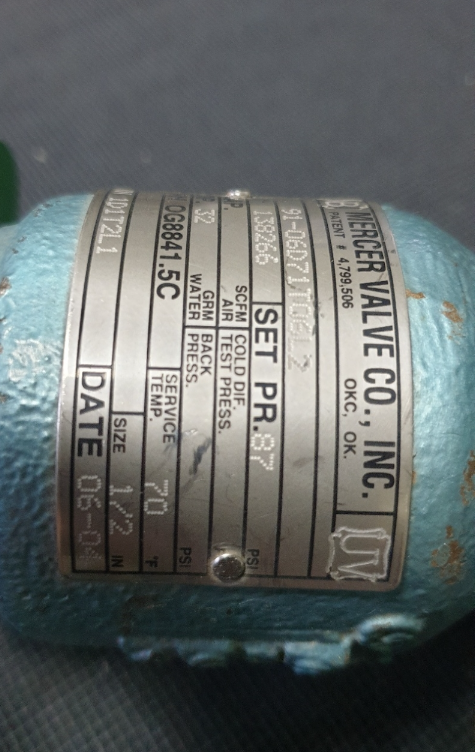 MERCER VALVE CO., INC.
PATENT # 4,799,506 OKC, OK.
UV
138266 SET PR. 87 PSI
SCFM AIR COLD DIF. TEST PRESS.
32 GRM WATER BACK PRESS. PSI
OG8841.5C SERVICE TEMP. 70 °F
1D1T2L1 SIZE 1/2 IN
DATE 06-04